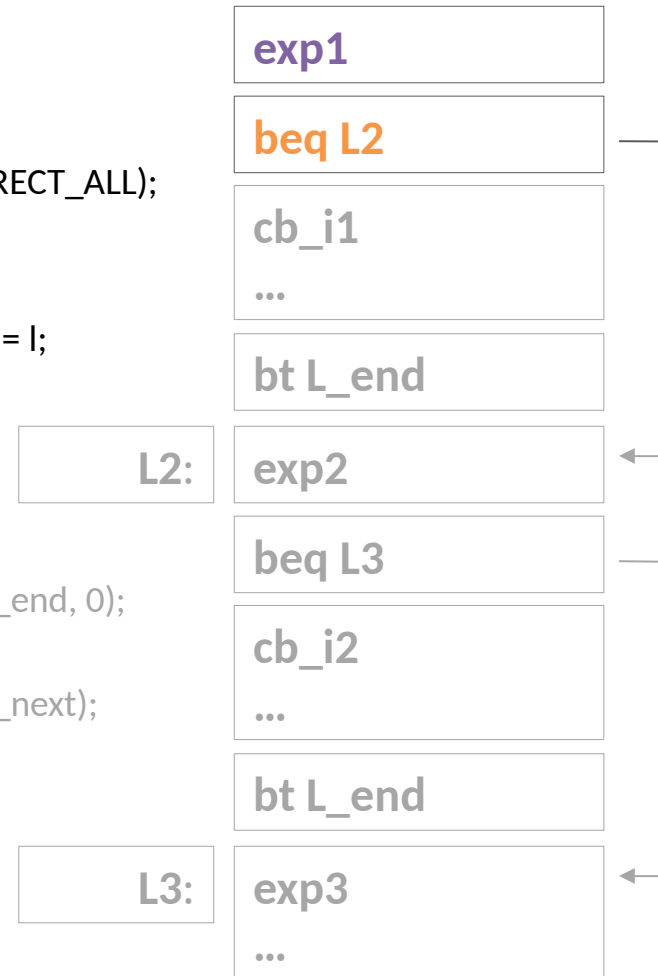 exp1
beq L2
RECT_ALL);
cb_i1
...
= l;
bt L_end
L2: exp2
beq L3
_end, 0);
cb_i2
_next);
...
bt L_end
L3: exp3
...